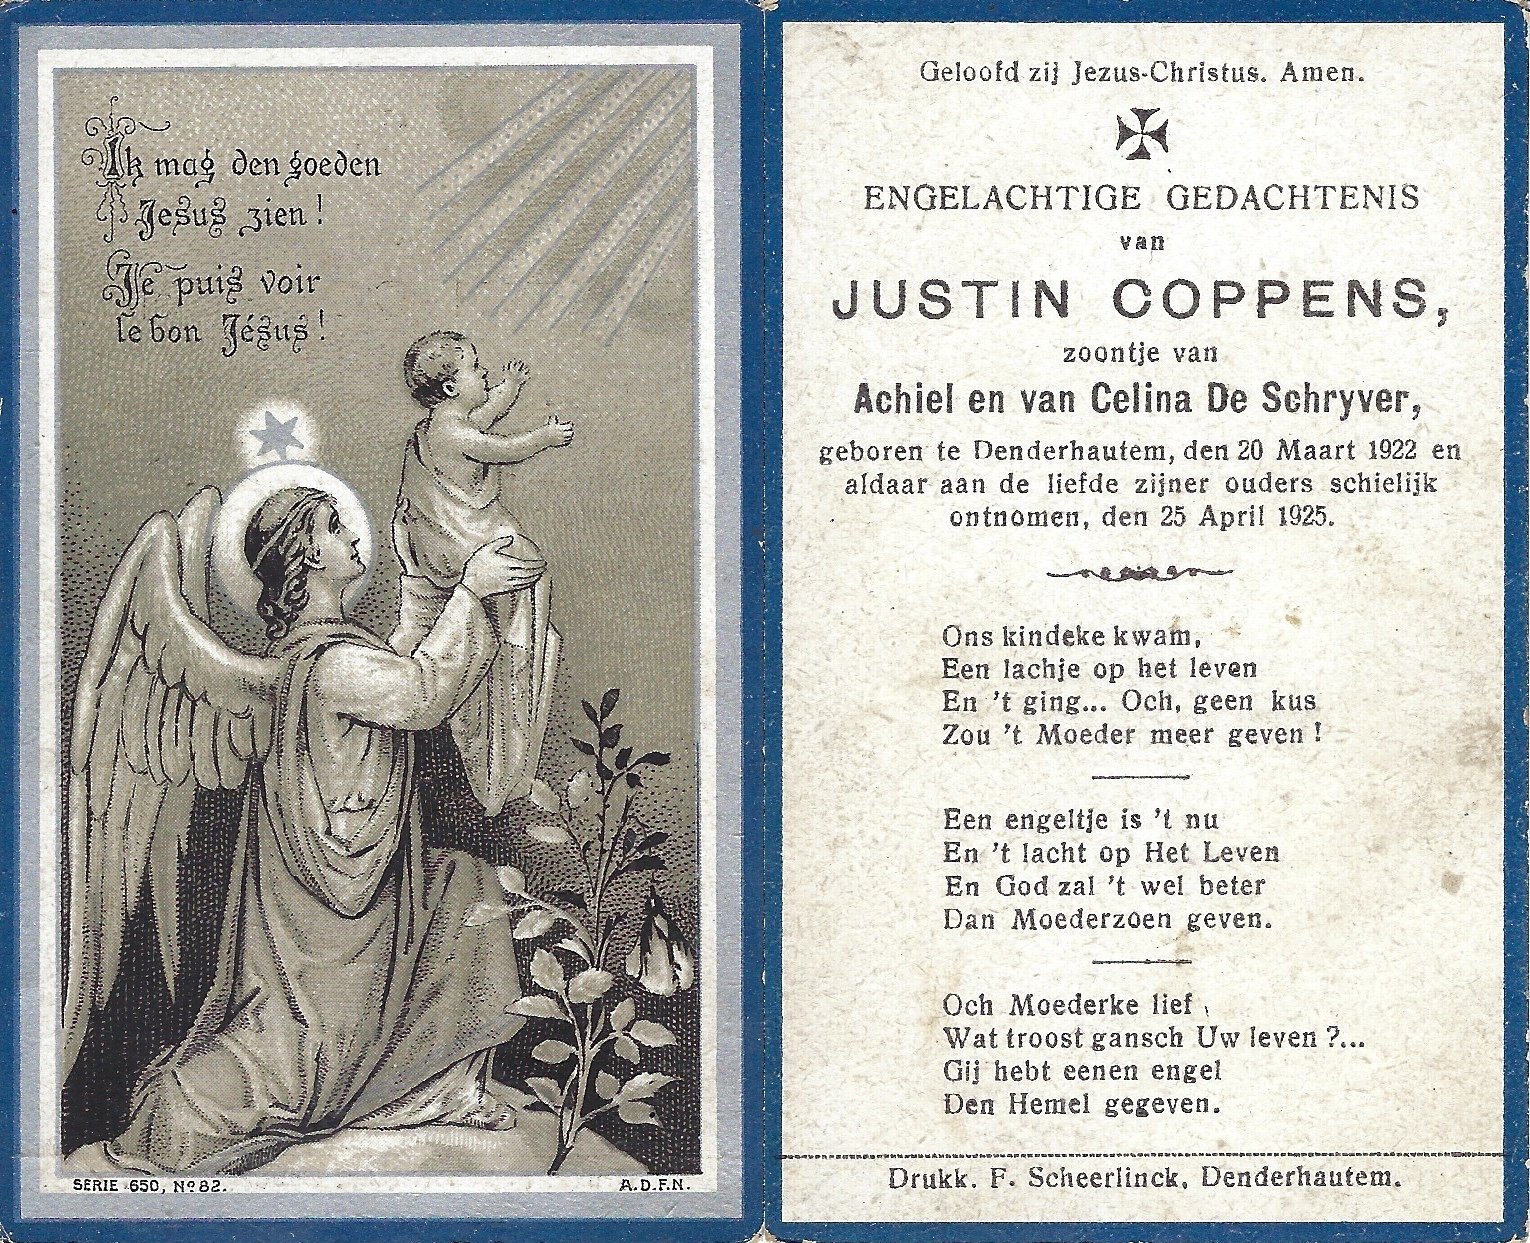 Ik mag den goeden
Jesus zien!
Je puis voir
le bon Jésus!
SERIE 650, Nº 82.
A.D.F.N.
Geloofd zij Jezus-Christus. Amen.
ENGELACHTIGE GEDACHTENIS
van
JUSTIN COPPENS,
zoontje van
Achiel en van Celina De Schryver,
geboren te Denderhautem, den 20 Maart 1922 en
aldaar aan de liefde zijner ouders schielijk
ontnomen, den 25 April 1925.
Ons kindeke kwam,
Een lachje op het leven
En 't ging... Och, geen kus
Zou 't Moeder meer geven !
Een engeltje is 't nu
En 't lacht op Het Leven
En God zal 't wel beter
Dan Moederzoen geven.
Och Moederke lief,
Wat troost gansch Uw leven ?...
Gij hebt eenen engel
Den Hemel gegeven.
Drukk. F. Scheerlinck, Denderhautem.